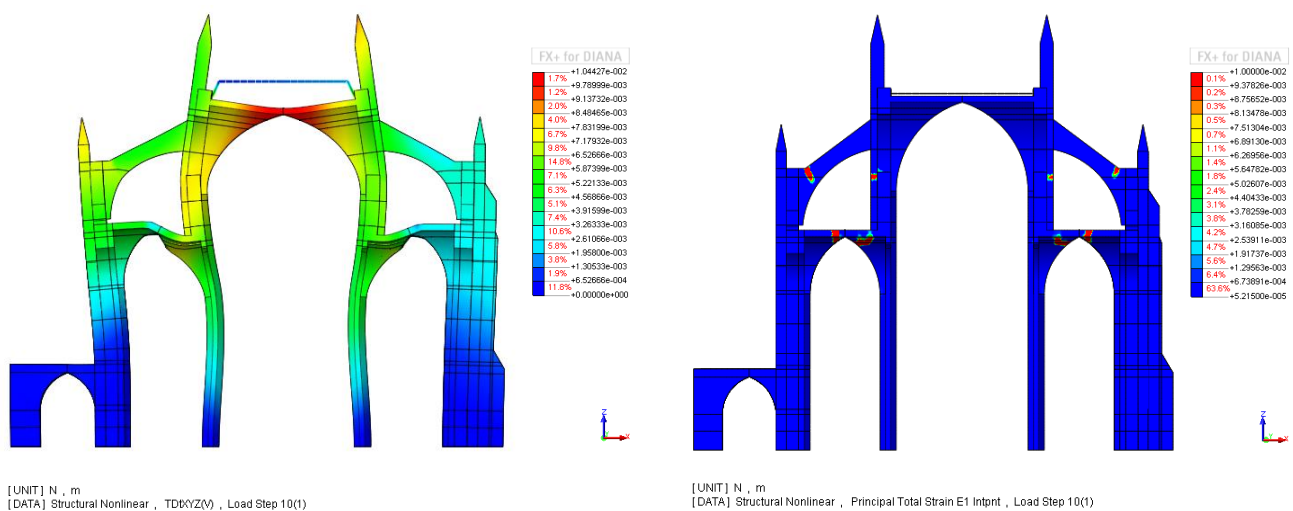 FX+ for DIANA
+1.04427e-002
1.7%
+9.78999e-003
1.2%
+9.13732e-003
2.0%
+8.48465e-003
4.0%
+7.83199e-003
6.7%
+7.17932e-003
9.8%
+6.52666e-003
14.8%
+5.87399e-003
7.1%
+5.22133e-003
6.3%
+4.56866e-003
5.1%
+3.91599e-003
7.4%
+3.26333e-003
10.6%
+2.61066e-003
5.8%
+1.95800e-003
3.8%
+1.30533e-003
1.9%
+6.52666e-004
11.8%
+0.00000e+000
Z
Y
X
[UNIT] N , m
[DATA] Structural Nonlinear , TDtXYZ(V) , Load Step 10(1)
FX+ for DIANA
+1.00000e-002
0.1%
+9.37826e-003
0.2%
+8.75652e-003
0.3%
+8.13478e-003
0.5%
+7.51304e-003
0.7%
+6.89130e-003
1.1%
+6.26956e-003
1.4%
+5.64782e-003
1.8%
+5.02607e-003
2.4%
+4.40433e-003
3.1%
+3.78259e-003
3.8%
+3.16085e-003
4.2%
+2.53911e-003
4.7%
+1.91737e-003
5.6%
+1.29563e-003
6.4%
+6.73891e-004
63.6%
+5.21500e-005
Z
Y
X
[UNIT] N , m
[DATA] Structural Nonlinear , Principal Total Strain E1 Intpnt , Load Step 10(1)